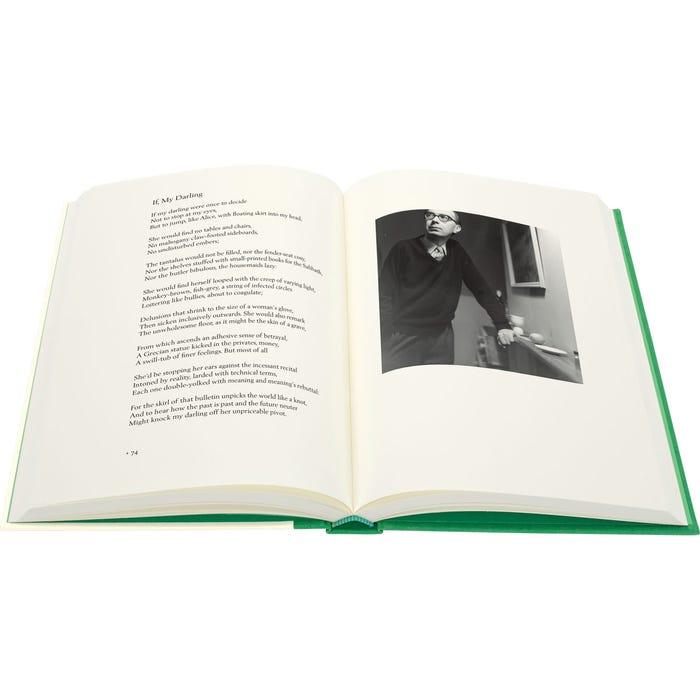 If, My Darling
If my darling were once to decide
Not to stop at my eyes,
But to jump, like Alice, with floating skirt into my head,
She would find no tables and chairs,
No mahogany claw-footed sideboards,
No undisturbed embers;
The tantalus would not be filled, nor the fender-seat cosy,
Nor the shelves stuffed with small-printed books for the Sabbath,
Nor the butler bibulous, the housemaids lazy:
She would find herself looped with the creep of varying light,
Monkey-brown, fish-grey, a string of infected circles
Loitering like bullies, about to coagulate;
Delusions that shrink to the size of a woman's glove,
Then sicken inclusively outwards. She would also remark
The unwholesome floor, as it might be the skin of a grave,
From which ascends an adhesive sense of betrayal,
A Grecian statue kicked in the privates, money,
A swill-tub of finer feelings. But most of all
She'd be stopping her ears against the incessant recital
Intoned by reality, larded with technical terms,
Each one double-yolked with meaning and meaning's rebuttal:
For the skirl of that bulletin unpicks the world like a knot,
And to hear how the past is past and the future neuter
Might knock my darling off her unpriceable pivot.
• 74